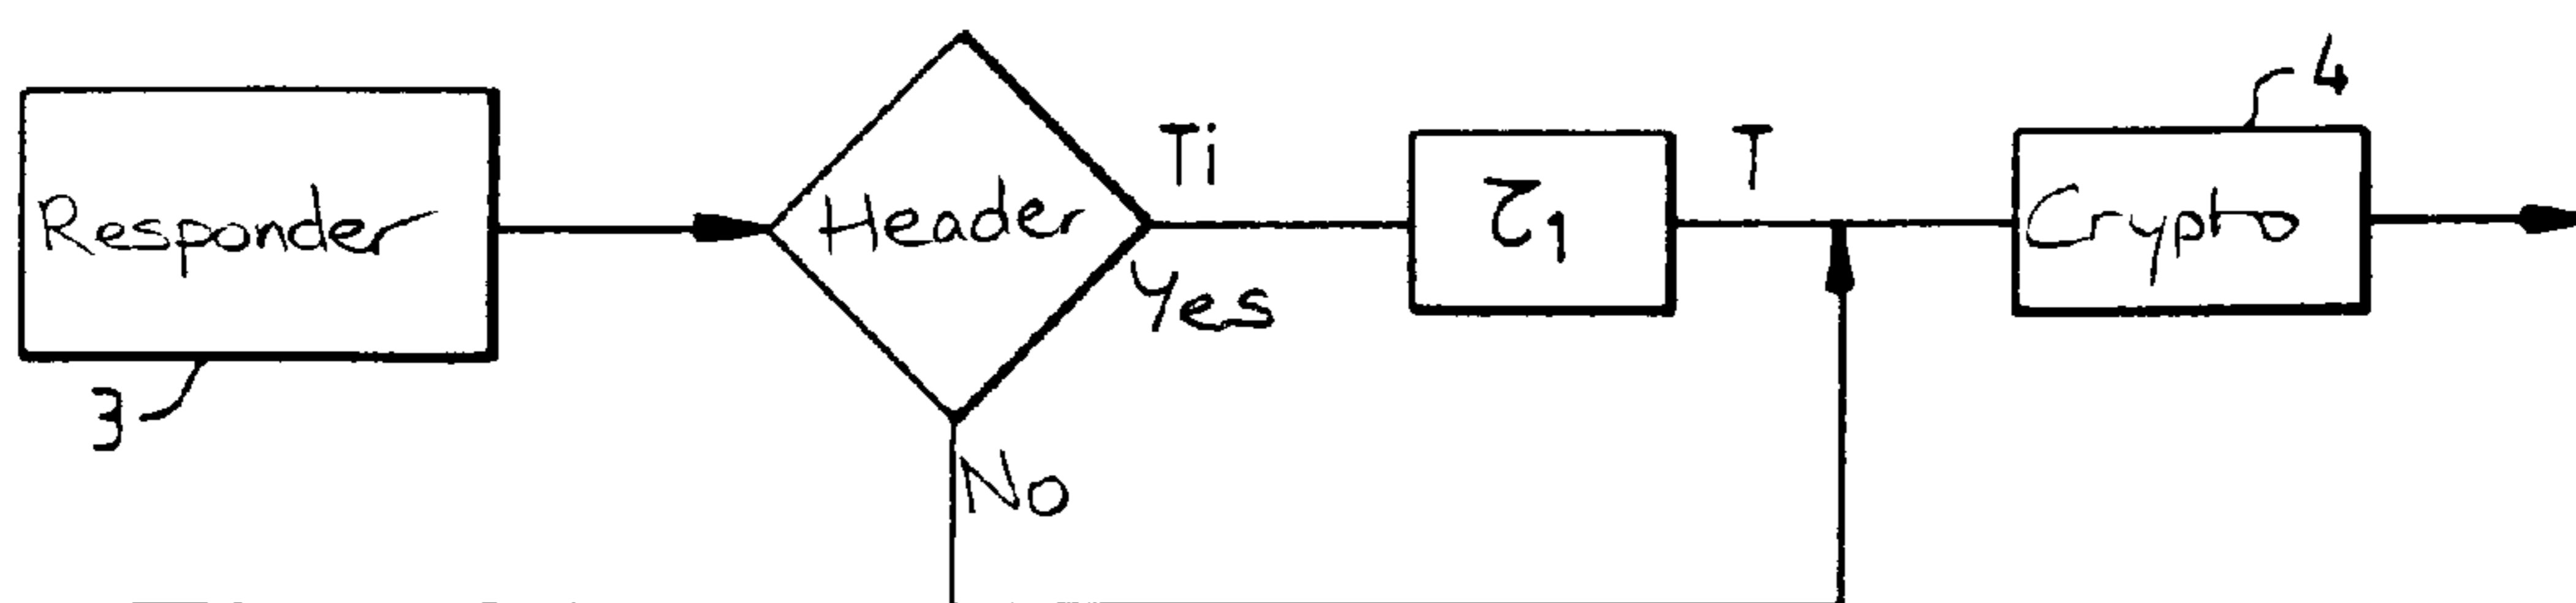 4
Ti
T
Responder
Header
τ1
Crypto
Yes
3
No